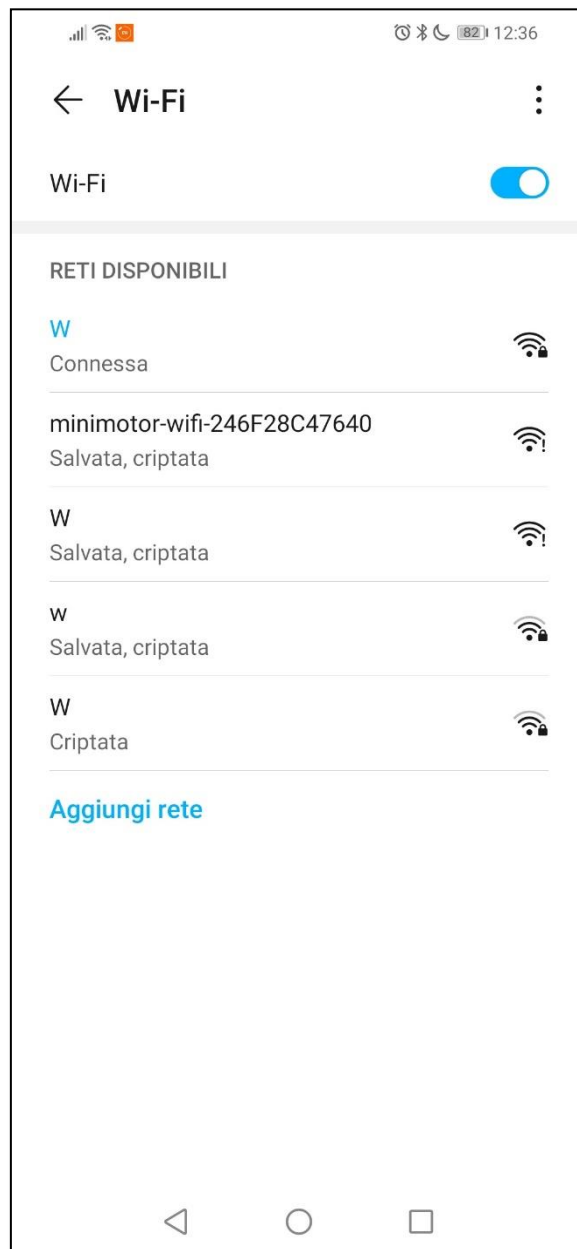 82 12:36
Wi-Fi
Wi-Fi
RETI DISPONIBILI
W
Connessa
minimotor-wifi-246F28C47640
Salvata, criptata
W
Salvata, criptata
w
Salvata, criptata
W
Criptata
Aggiungi rete